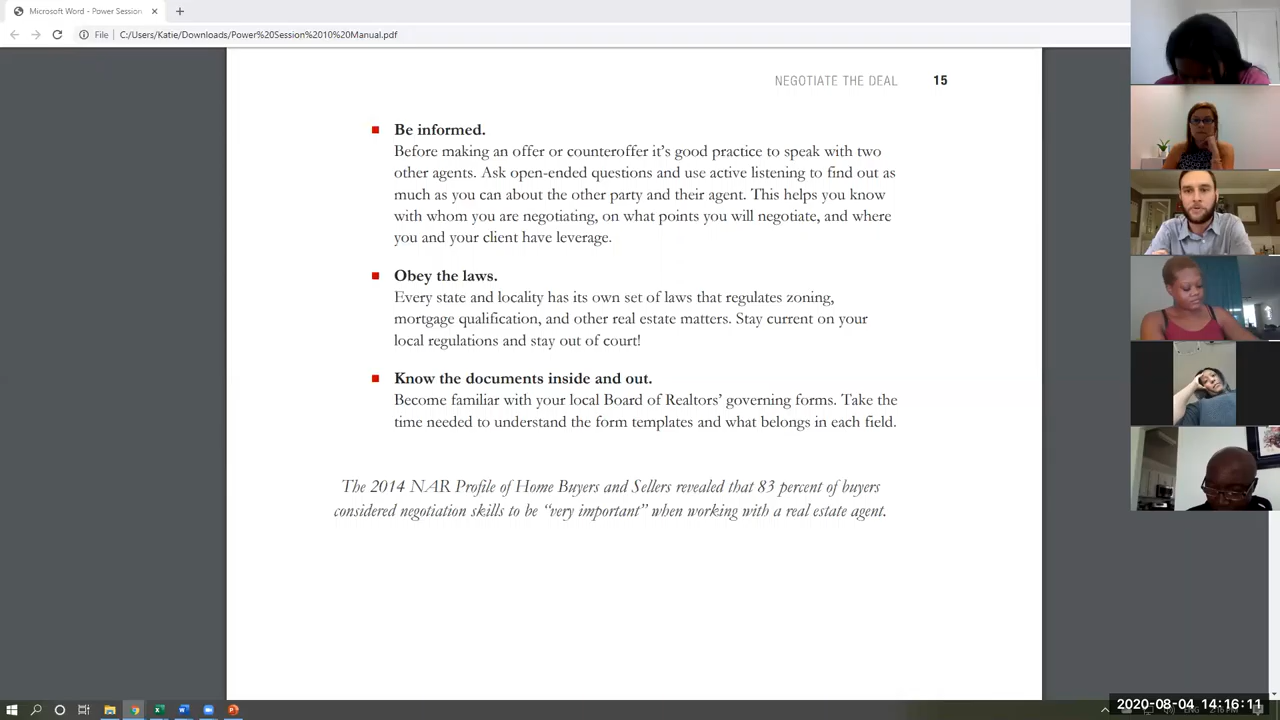 Microsoft Word - Power Session
File
C:/Users/Katie/Downloads/Power%20Session%2010%20Manual.pdf
NEGOTIATE THE DEAL 15
Be informed.
Before making an offer or counteroffer it's good practice to speak with two
other agents. Ask open-ended questions and use active listening to find out as
much as you can about the other party and their agent. This helps you know
with whom you are negotiating, on what points you will negotiate, and where
you and your client have leverage.
Obey the laws.
Every state and locality has its own set of laws that regulates zoning,
mortgage qualification, and other real estate matters. Stay current on your
local regulations and stay out of court!
Know the documents inside and out.
Become familiar with your local Board of Realtors' governing forms. Take the
time needed to understand the form templates and what belongs in each field.
The 2014 NAR Profile of Home Buyers and Sellers revealed that 83 percent of buyers
considered negotiation skills to be “very important” when working with a real estate agent.
2020-08-04 14:16:11